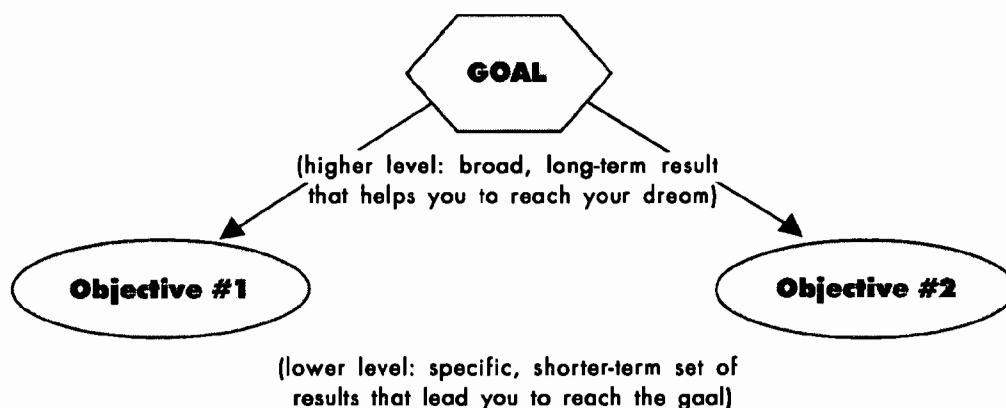 GOAL
(higher level: broad, long-term result
that helps you to reach your dream)
Objective #1
Objective #2
(lower level: specific, shorter-term set of
results that lead you to reach the gaal)